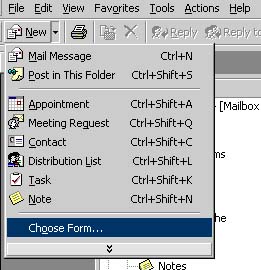 File Edit View Favorites Tools Actions Help
New Reply Reply to
Mail Message Ctrl+N
Post in This Folder Ctrl+Shift+S
Appointment Ctrl+Shift+A
[Mailbox
Meeting Request Ctrl+Shift+Q
Contact Ctrl+Shift+C
Distribution List Ctrl+Shift+L
ms
Task Ctrl+Shift+K
Note Ctrl+Shift+N
he
Choose Form...
Notes